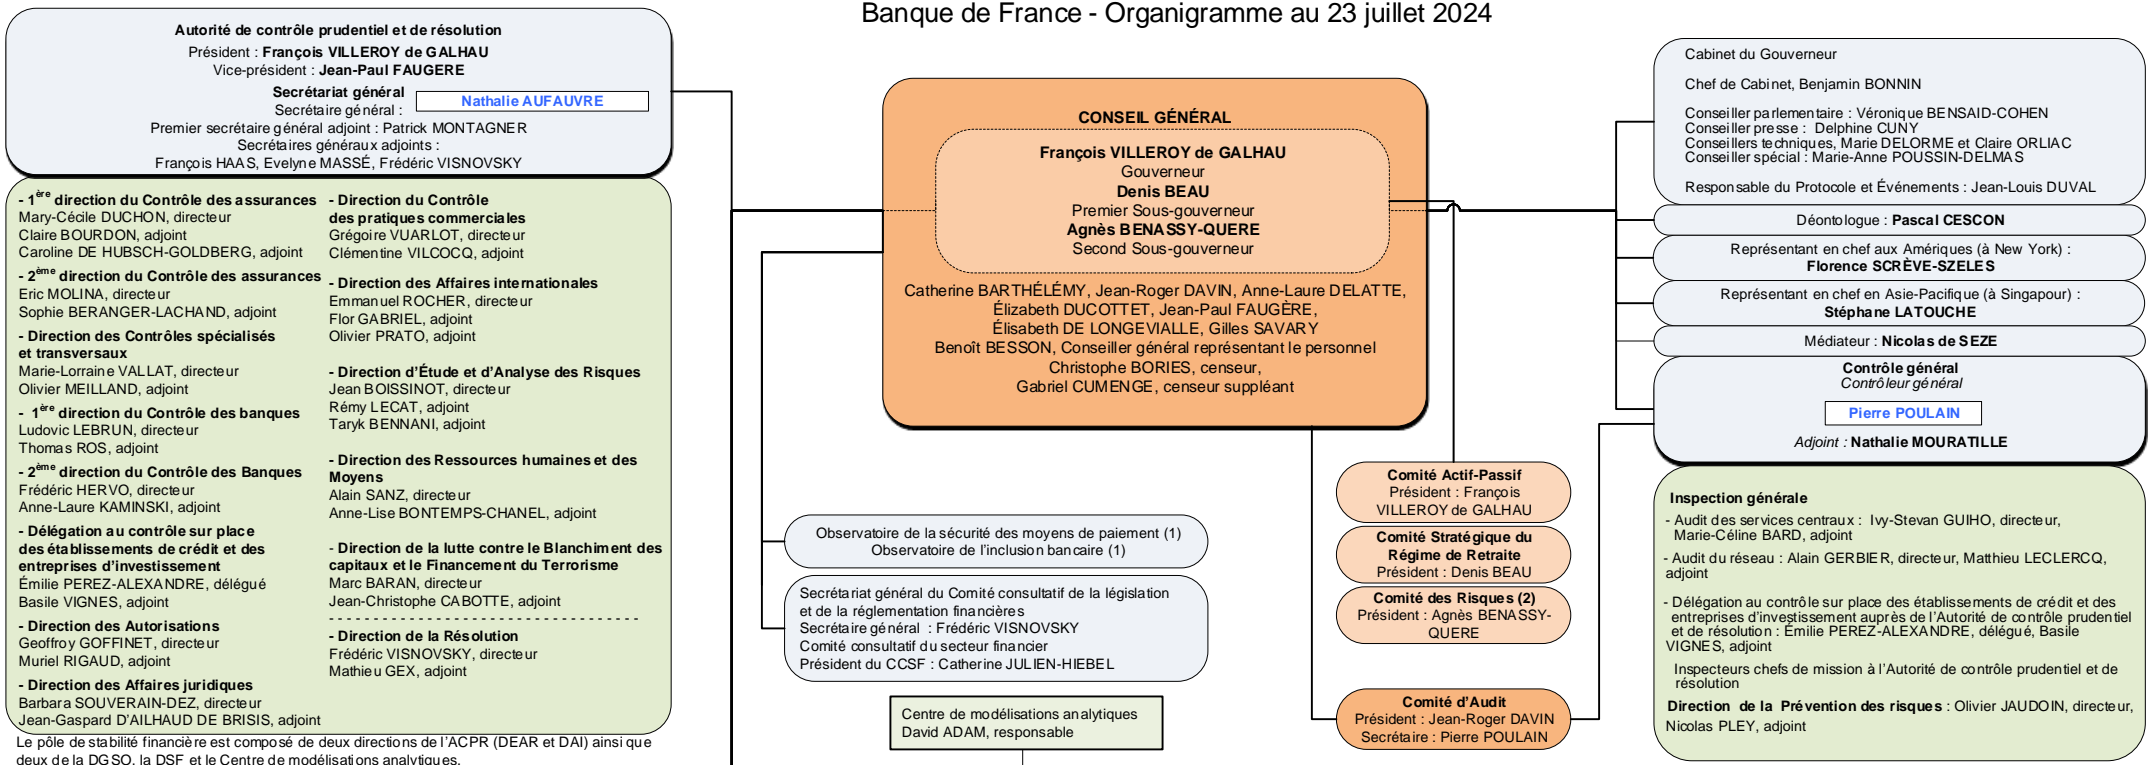 Banque de France - Organigramme au 23 juillet 2024
Autorité de contrôle prudentiel et de résolution
Président : François VILLEROY de GALHAU
Vice-président : Jean-Paul FAUGERE
Secrétariat général
Secrétaire général :
Nathalie AUFAUVRE
Premier secrétaire général adjoint : Patrick MONTAGNER
Secrétaires généraux adjoints :
François HAAS, Evelyne MASSÉ, Frédéric VISNOVSKY
- 1ère direction du Contrôle des assurances
Mary-Cécile DUCHON, directeur
Claire BOURDON, adjoint
Caroline DE HUBSCH-GOLDBERG, adjoint
- 2ème direction du Contrôle des assurances
Eric MOLINA, directeur
Sophie BERANGER-LACHAND, adjoint
- Direction des Contrôles spécialisés
et transversaux
Marie-Lorraine VALLAT, directeur
Olivier MEILLAND, adjoint
- 1ère direction du Contrôle des banques
Ludovic LEBRUN, directeur
Thomas ROS, adjoint
- 2ème direction du Contrôle des Banques
Frédéric HERVO, directeur
Anne-Laure KAMINSKI, adjoint
- Délégation au contrôle sur place
des établissements de crédit et des
entreprises d'investissement
Émilie PEREZ-ALEXANDRE, délégué
Basile VIGNES, adjoint
- Direction des Autorisations
Geoffroy GOFFINET, directeur
Muriel RIGAUD, adjoint
- Direction des Affaires juridiques
Barbara SOUVERAIN-DEZ, directeur
Jean-Gaspard D'AILHAUD DE BRISIS, adjoint
- Direction du Contrôle
des pratiques commerciales
Grégoire VUARLOT, directeur
Clémentine VILCOCQ, adjoint
- Direction des Affaires internationales
Emmanuel ROCHER, directeur
Flor GABRIEL, adjoint
Olivier PRATO, adjoint
- Direction d'Étude et d'Analyse des Risques
Jean BOISSINOT, directeur
Rémy LECAT, adjoint
Taryk BENNANI, adjoint
- Direction des Ressources humaines et des
Moyens
Alain SANZ, directeur
Anne-Lise BONTEMPS-CHANEL, adjoint
- Direction de la lutte contre le Blanchiment des
capitaux et le Financement du Terrorisme
Marc BARAN, directeur
Jean-Christophe CABOTTE, adjoint
- Direction de la Résolution
Frédéric VISNOVSKY, directeur
Mathieu GEX, adjoint
Le pôle de stabilité financière est composé de deux directions de l'ACPR (DEAR et DAI) ainsi que
deux de la DGSO, la DSF et le Centre de modélisations analytiques.
CONSEIL GÉNÉRAL
François VILLEROY de GALHAU
Gouverneur
Denis BEAU
Premier Sous-gouverneur
Agnès BENASSY-QUERE
Second Sous-gouverneur
Catherine BARTHÉLÉMY, Jean-Roger DAVIN, Anne-Laure DELATTE,
Élizabeth DUCOTTET, Jean-Paul FAUGÈRE,
Élisabeth DE LONGEVIALLE, Gilles SAVARY
Benoît BESSON, Conseiller général représentant le personnel
Christophe BORIES, censeur,
Gabriel CUMENGE, censeur suppléant
Observatoire de la sécurité des moyens de paiement (1)
Observatoire de l'inclusion bancaire (1)
Secrétariat général du Comité consultatif de la législation
et de la réglementation financières
Secrétaire général : Frédéric VISNOVSKY
Comité consultatif du secteur financier
Président du CCSF : Catherine JULIEN-HIEBEL
Centre de modélisations analytiques
David ADAM, responsable
Comité Actif-Passif
Président : François
VILLEROY de GALHAU
Comité Stratégique du
Régime de Retraite
Président : Denis BEAU
Comité des Risques (2)
Président : Agnès BENASSY-
QUERE
Comité d'Audit
Président : Jean-Roger DAVIN
Secrétaire : Pierre POULAIN
Cabinet du Gouverneur
Chef de Cabinet, Benjamin BONNIN
Conseiller parlementaire : Véronique BENSAID-COHEN
Conseiller presse : Delphine CUNY
Conseillers techniques, Marie DELORME et Claire ORLIAC
Conseiller spécial : Marie-Anne POUSSIN-DELMAS
Responsable du Protocole et Événements : Jean-Louis DUVAL
Déontologue : Pascal CESCON
Représentant en chef aux Amériques (à New York) :
Florence SCRÈVE-SZELES
Représentant en chef en Asie-Pacifique (à Singapour) :
Stéphane LATOUCHE
Médiateur : Nicolas de SEZE
Contrôle général
Contrôleur général
Pierre POULAIN
Adjoint : Nathalie MOURATILLE
Inspection générale
- Audit des services centraux : Ivy-Stevan GUIHO, directeur,
Marie-Céline BARD, adjoint
- Audit du réseau : Alain GERBIER, directeur, Matthieu LECLERCQ,
adjoint
- Délégation au contrôle sur place des établissements de crédit et des
entreprises d'investissement auprès de l'Autorité de contrôle prudentiel
et de résolution : Émilie PEREZ-ALEXANDRE, délégué, Basile
VIGNES, adjoint
Inspecteurs chefs de mission à l'Autorité de contrôle prudentiel et de
résolution
Direction de la Prévention des risques : Olivier JAUDOIN, directeur,
Nicolas PLEY, adjoint